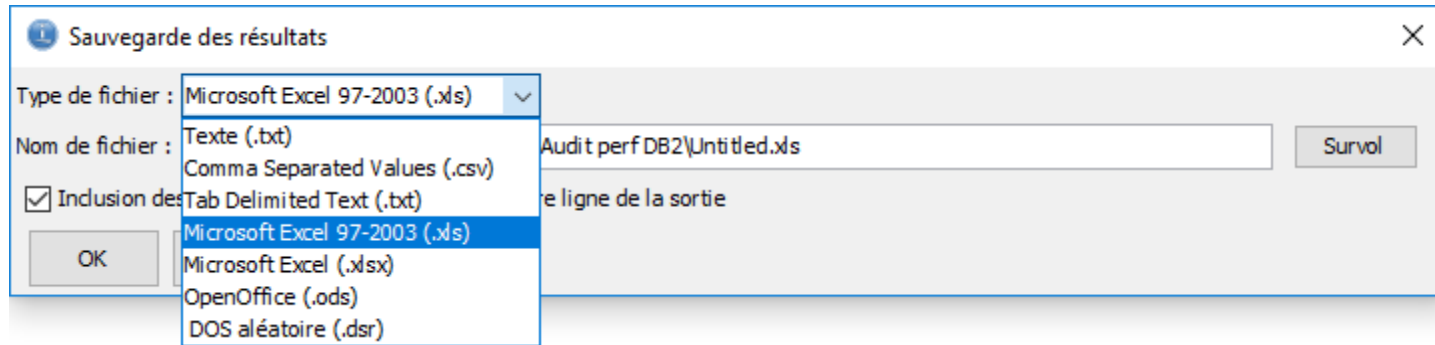 Sauvegarde des résultats
Type de fichier : Microsoft Excel 97-2003 (.xls)
Nom de fichier : Audit perf DB2\Untitled.xls Survol
Texte (.txt)
Comma Separated Values (.csv)
Inclusion des re ligne de la sortie
Tab Delimited Text (.txt)
Microsoft Excel 97-2003 (.xls)
OK
Microsoft Excel (.xlsx)
OpenOffice (.ods)
DOS aléatoire (.dsr)